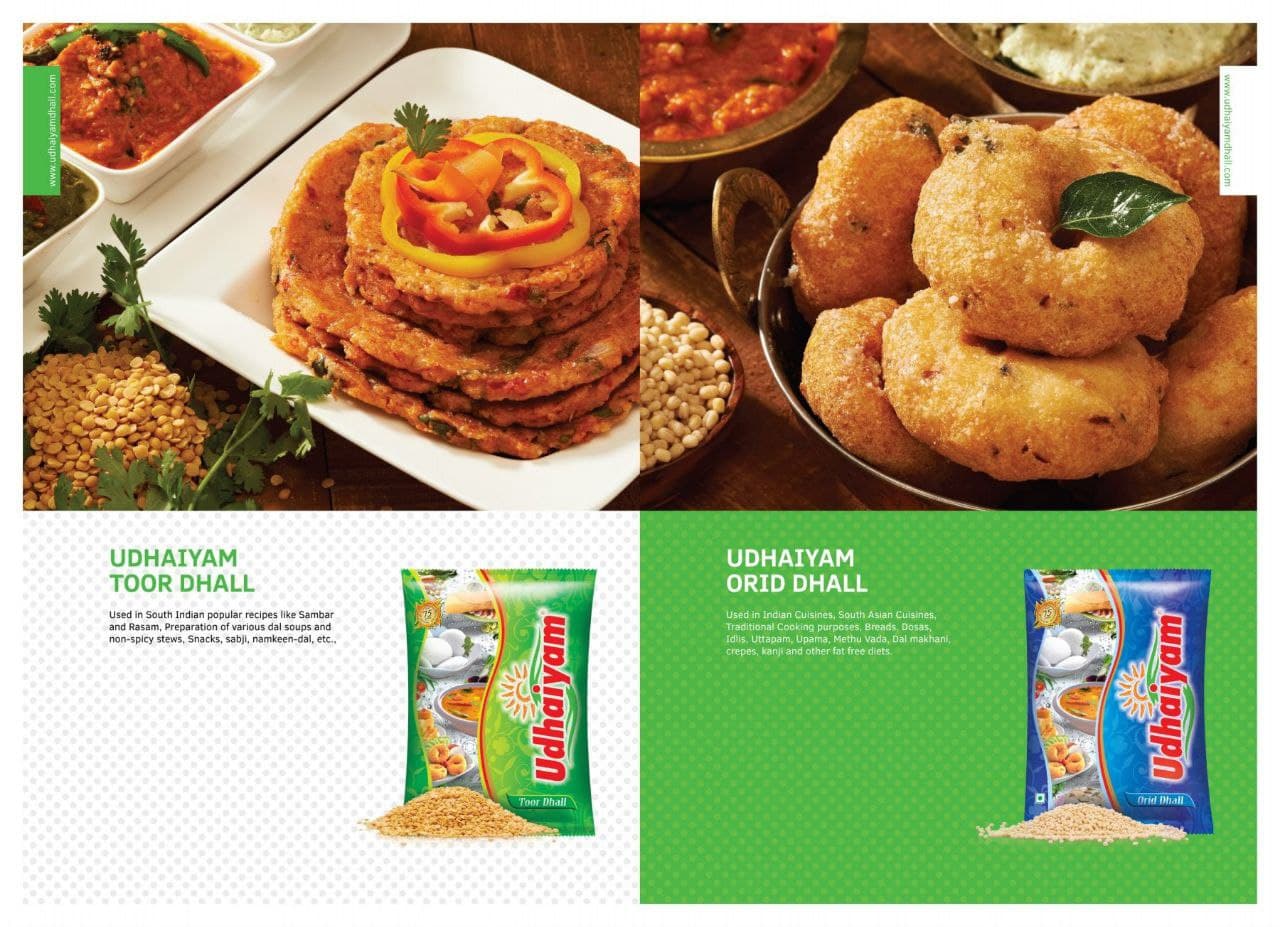 www.udhaiyamdhall.com
www.udhaiyamdhall.com
UDHAIYAM
TOOR DHALL
Used in South Indian popular recipes like Sambar
and Rasam, Preparation of various dal soups and
non-spicy stews, Snacks, sabji, namkeen-dal, etc.,
75
Udhaiyam®
Toor Dhall
UDHAIYAM
ORID DHALL
Used in Indian Cuisines, South Asian Cuisines,
Traditional Cooking purposes. Breads, Dosas,
Idlis, Uttapam, Upama, Methu Vada, Dal makhani,
crepes, kanji and other fat free diets.
75
Udhaiyam®
Orid Dhall